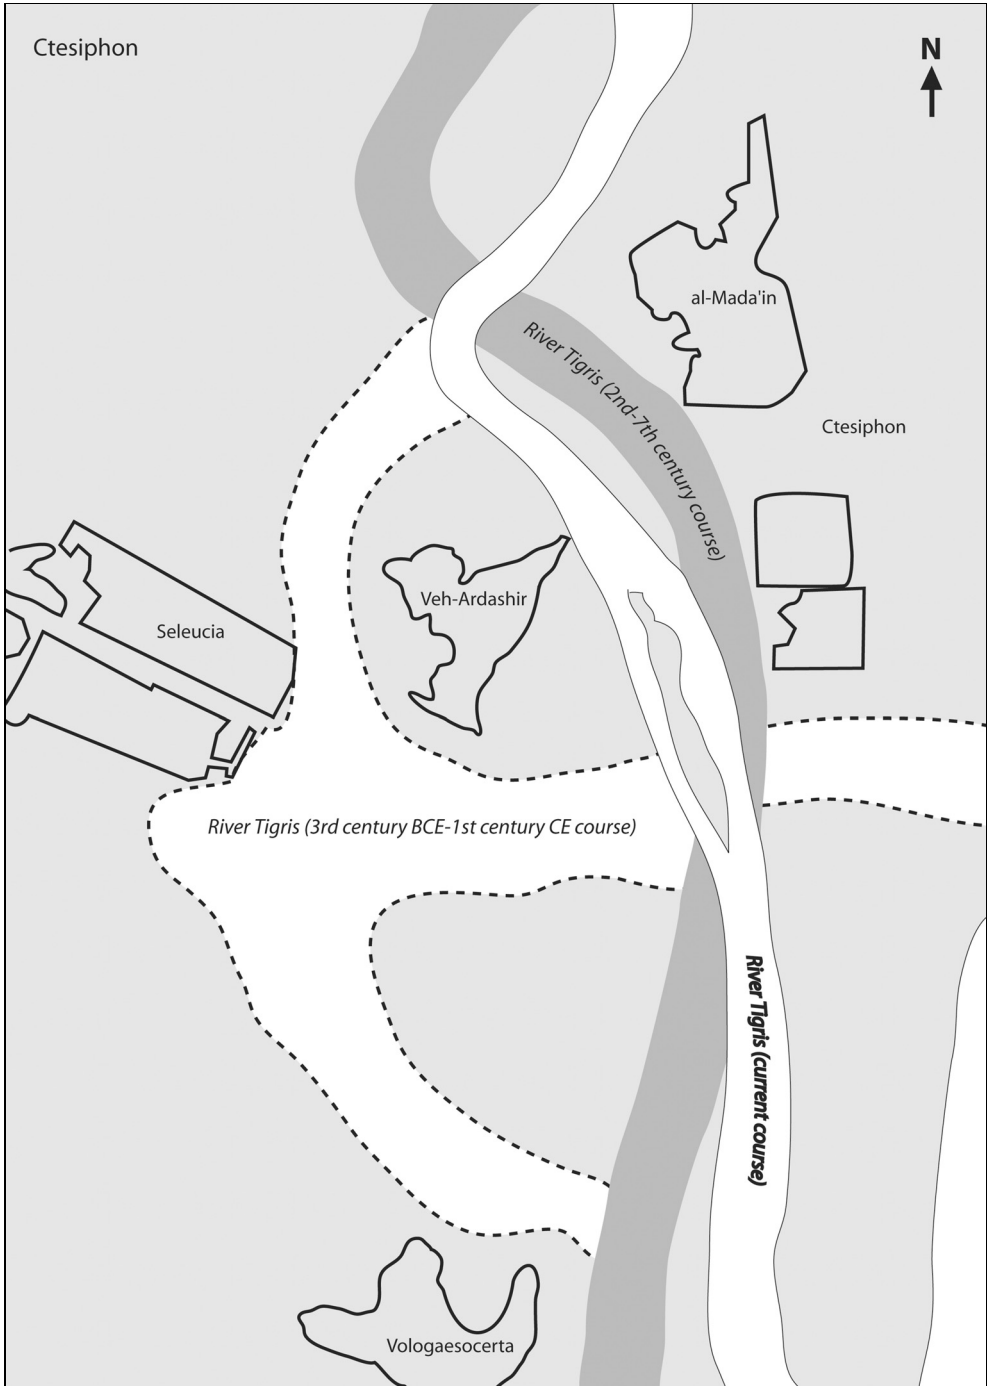 Ctesiphon
N
al-Mada'in
River Tigris (2nd-7th century course)
Ctesiphon
Veh-Ardashir
Seleucia
River Tigris (3rd century BCE-1st century CE course)
River Tigris (current course)
Vologaesocerta